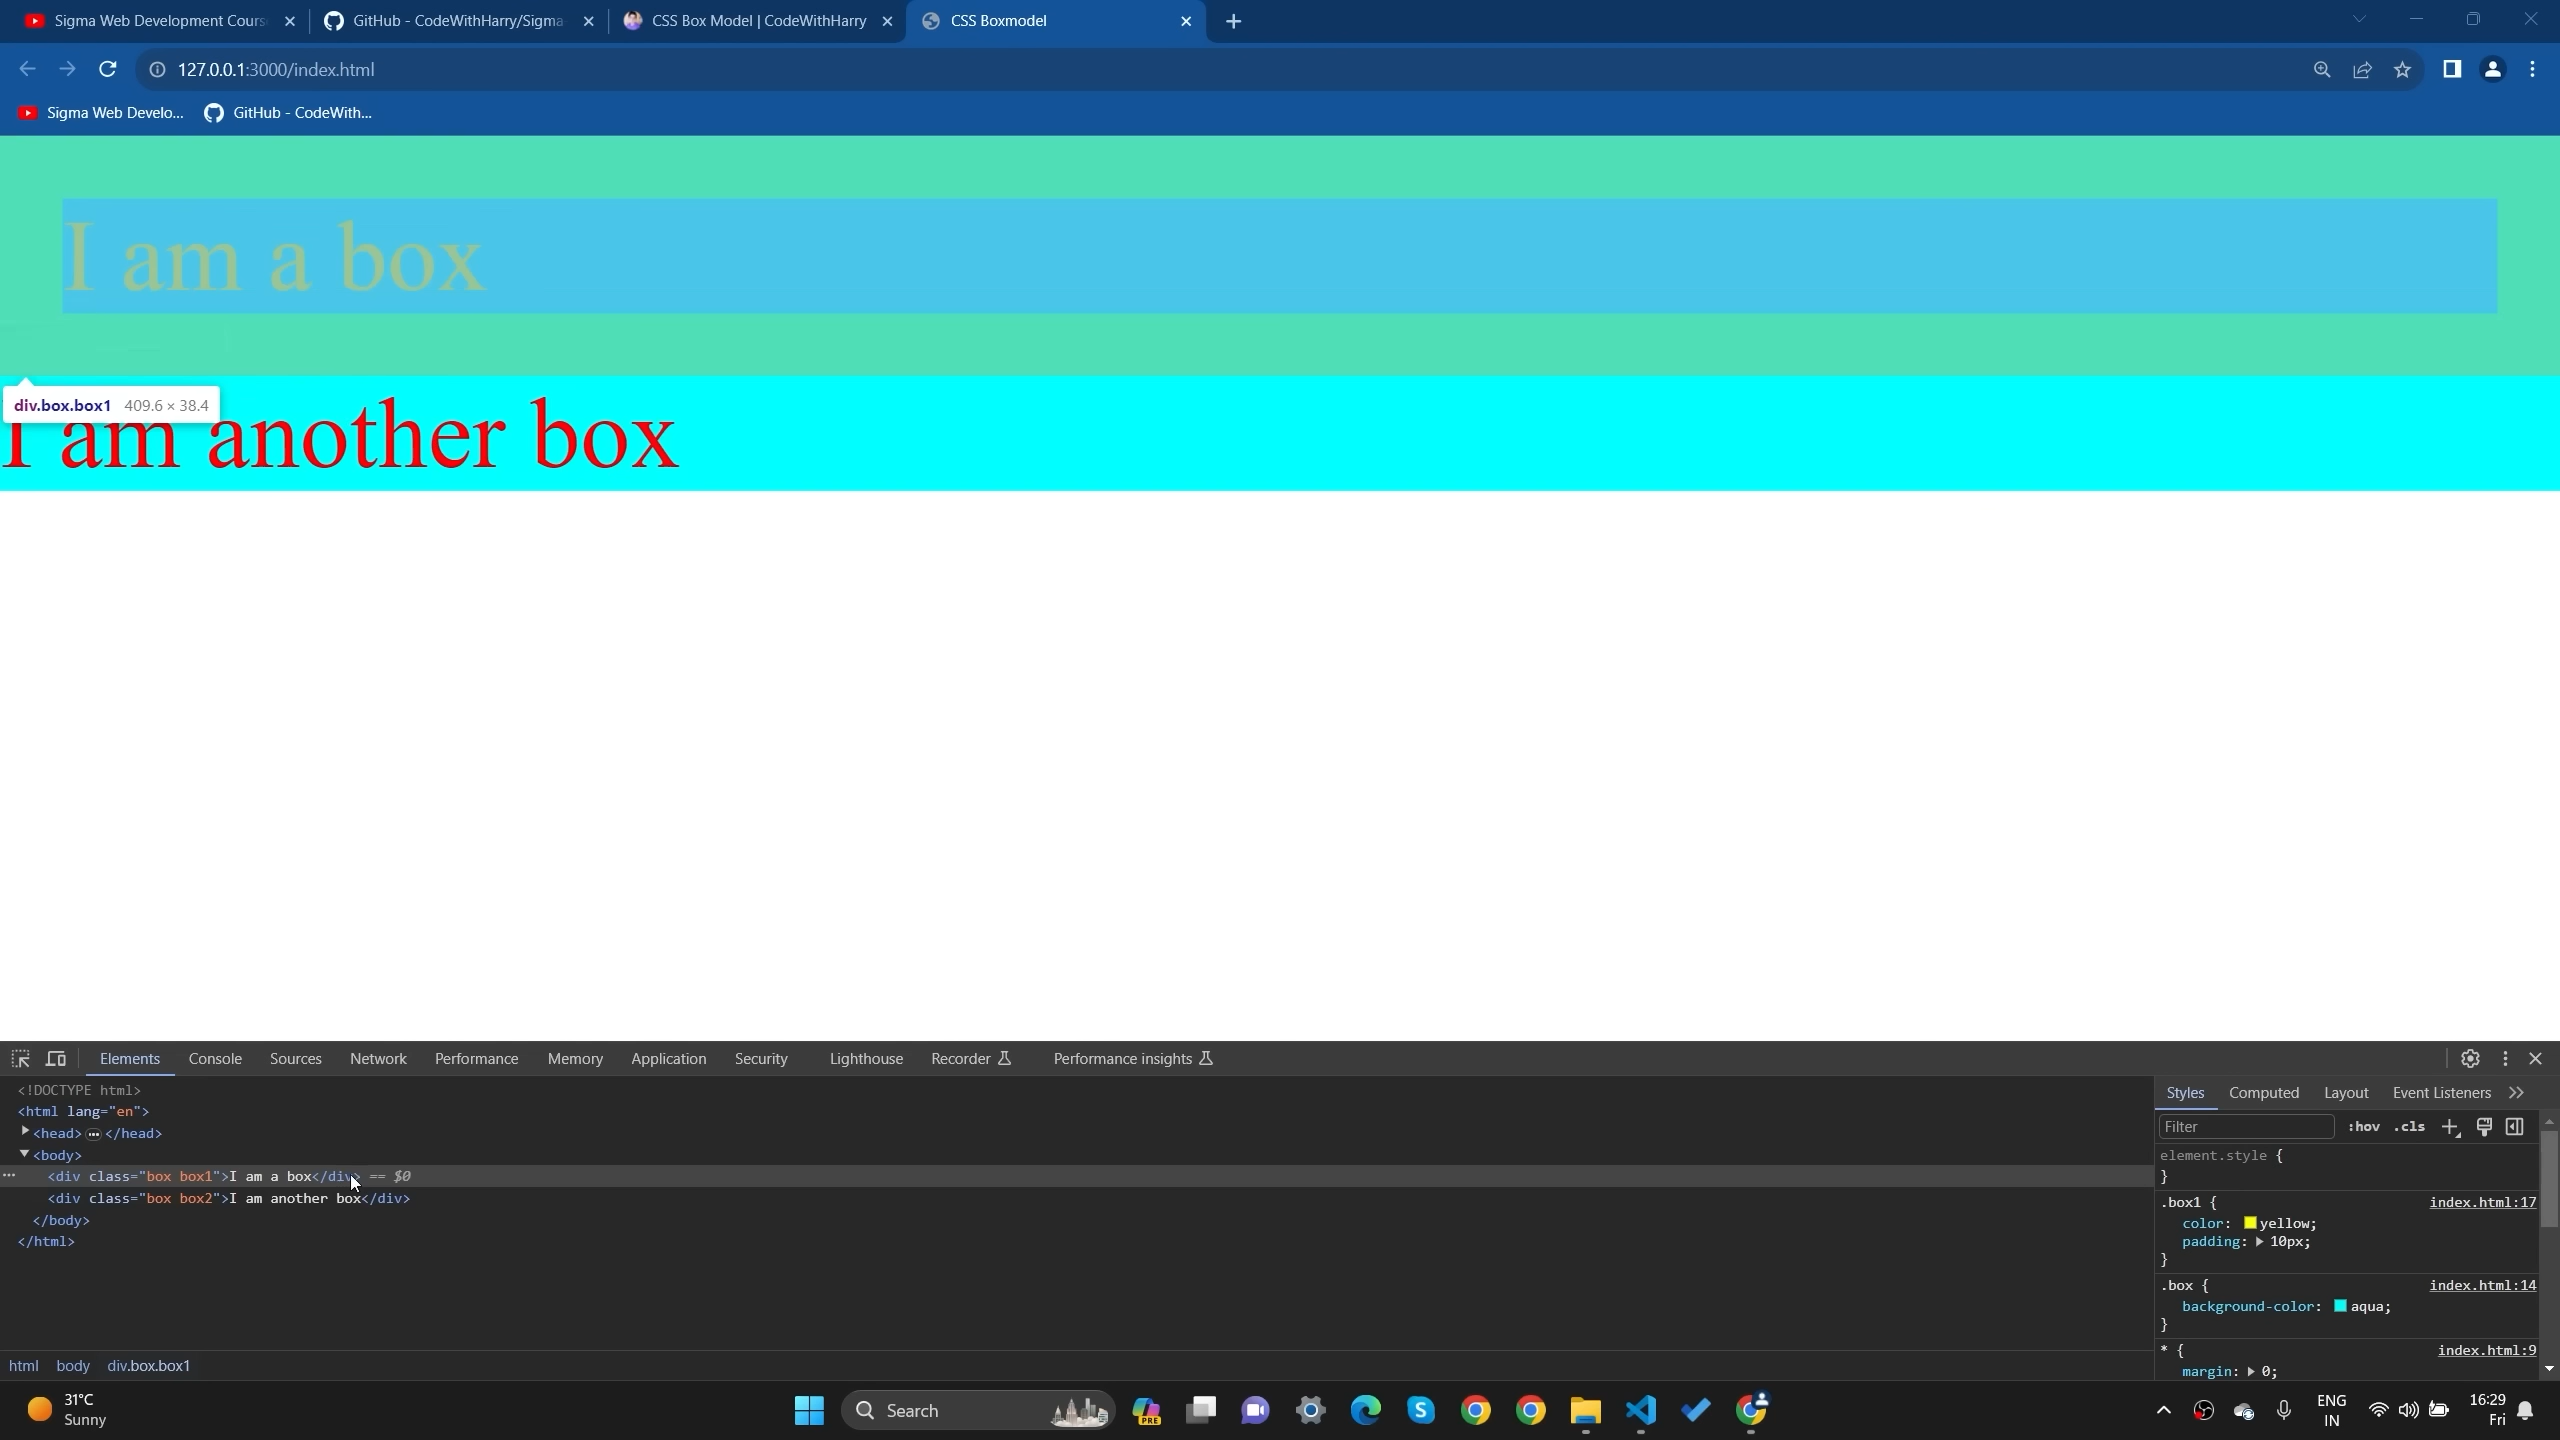 Sigma Web Development Cours
GitHub - CodeWithHarry/Sigma-
CSS Box Model | CodeWithHarry
CSS Boxmodel
127.0.0.1:3000/index.html
Sigma Web Develo...
GitHub - CodeWith...
I am a box
div.box.box1 409.6 × 38.4
I am another box
Elements Console Sources Network Performance Memory Application Security Lighthouse Recorder Performance insights
<!DOCTYPE html>
<html lang="en">
<head> ... </head>
<body>
<div class="box box1">I am a box</div> == $0
<div class="box box2">I am another box</div>
</body>
</html>
html body div.box.box1
Styles Computed Layout Event Listeners
Filter :hov .cls
element.style {
}
.box1 { index.html:17
color: yellow;
padding: 10px;
}
.box { index.html:14
background-color: aqua;
}
* { index.html:9
margin: 0;
31°C
Sunny
Search
PRE
ENG
IN
16:29
Fri